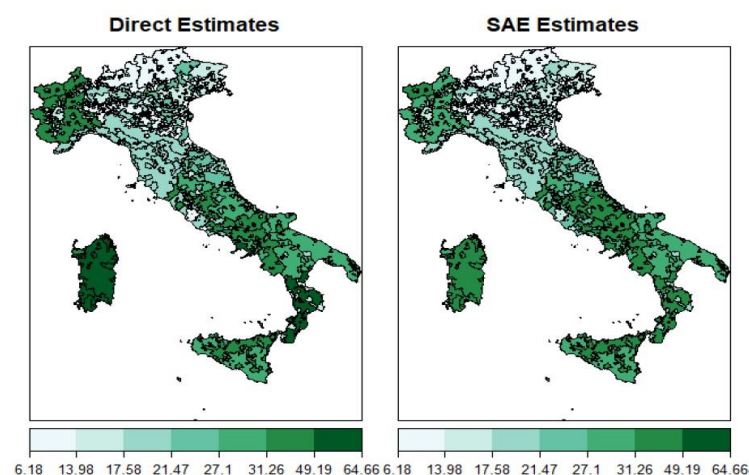 Direct Estimates
SAE Estimates
6.18 13.98 17.58 21.47 27.1 31.26 49.19 64.66
6.18 13.98 17.58 21.47 27.1 31.26 49.19 64.66